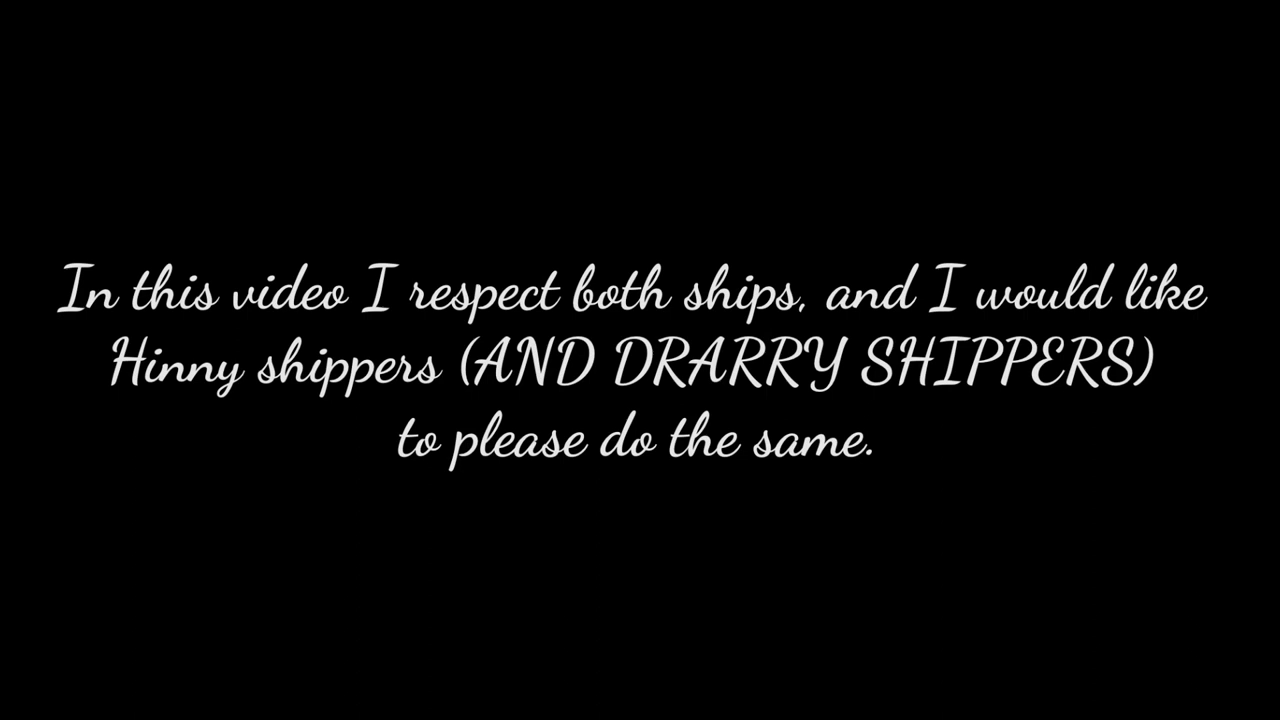 In this video I respect both ships, and I would like
Hinny shippers (AND DRARRY SHIPPERS)
to please do the same.